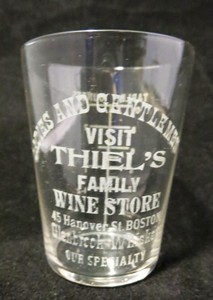 LADIES AND GENTLEMEN
VISIT
THIEL'S
FAMILY
WINE STORE
45 Hanover St. BOSTON
OUR SPECIALTY